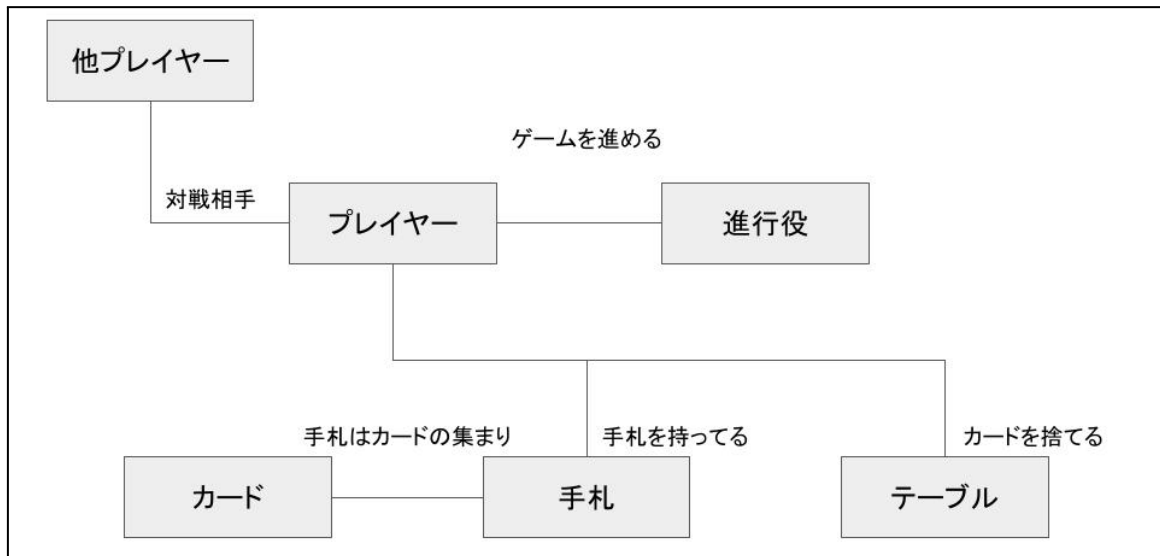 他プレイヤー
ゲームを進める
対戦相手
プレイヤー
進行役
手札はカードの集まり
手札を持ってる
カードを捨てる
カード
手札
テーブル